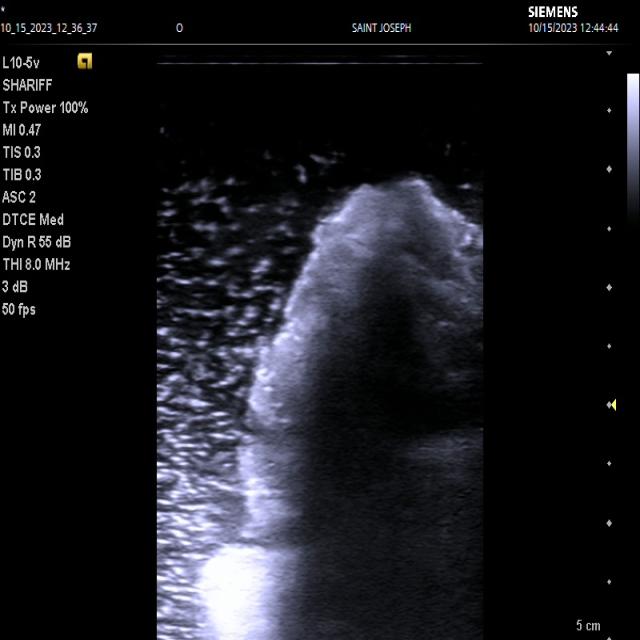 SIEMENS
10_15_2023_12_36_37 O SAINT JOSEPH 10/15/2023 12:44:44
L10-5v
SHARIFF
Tx Power 100%
MI 0.47
TIS 0.3
TIB 0.3
ASC 2
DTCE Med
Dyn R 55 dB
THI 8.0 MHz
3 dB
50 fps
5 cm